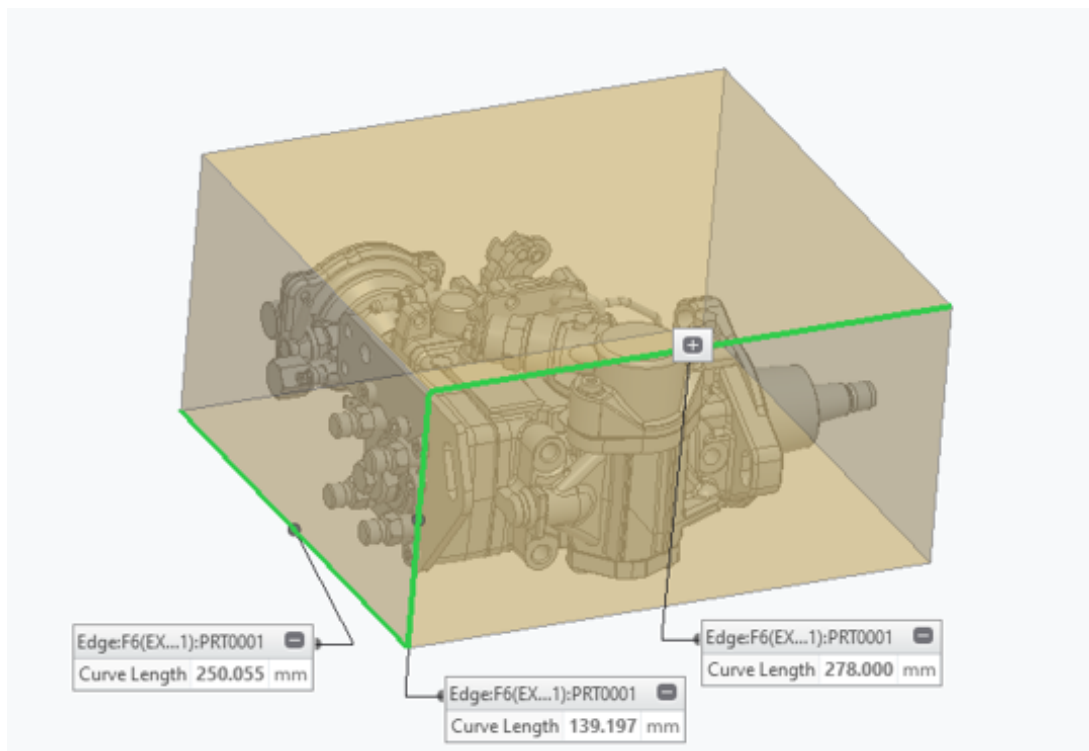 Edge:F6(EX...1):PRT0001
Curve Length 250.055 mm
Edge:F6(EX...1):PRT0001
Curve Length 139.197 mm
Edge:F6(EX...1):PRT0001
Curve Length 278.000 mm